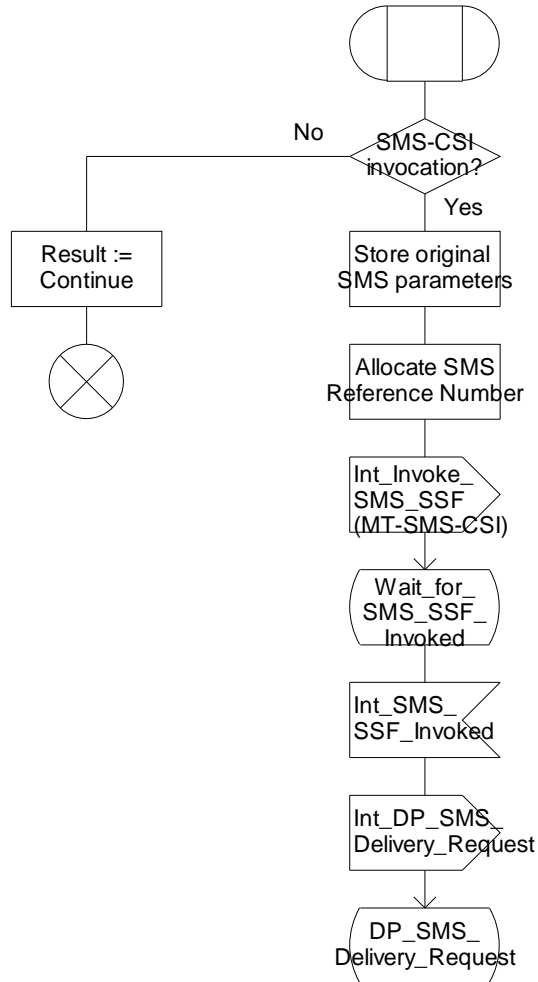 SMS-CSI
invocation?
No
Yes
Result :=
Continue
Store original
SMS parameters
Allocate SMS
Reference Number
Int_Invoke_
SMS_SSF
(MT-SMS-CSI)
Wait_for_
SMS_SSF_
Invoked
Int_SMS_
SSF_Invoked
Int_DP_SMS_
Delivery_Request
DP_SMS_
Delivery_Request